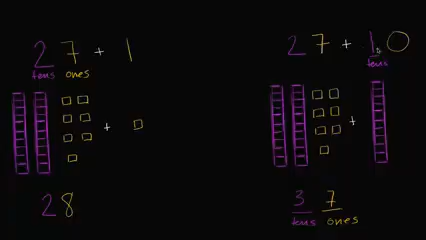 27 + 1
tens ones
+
28
27 + 10
tens
+
3 7
tens ones